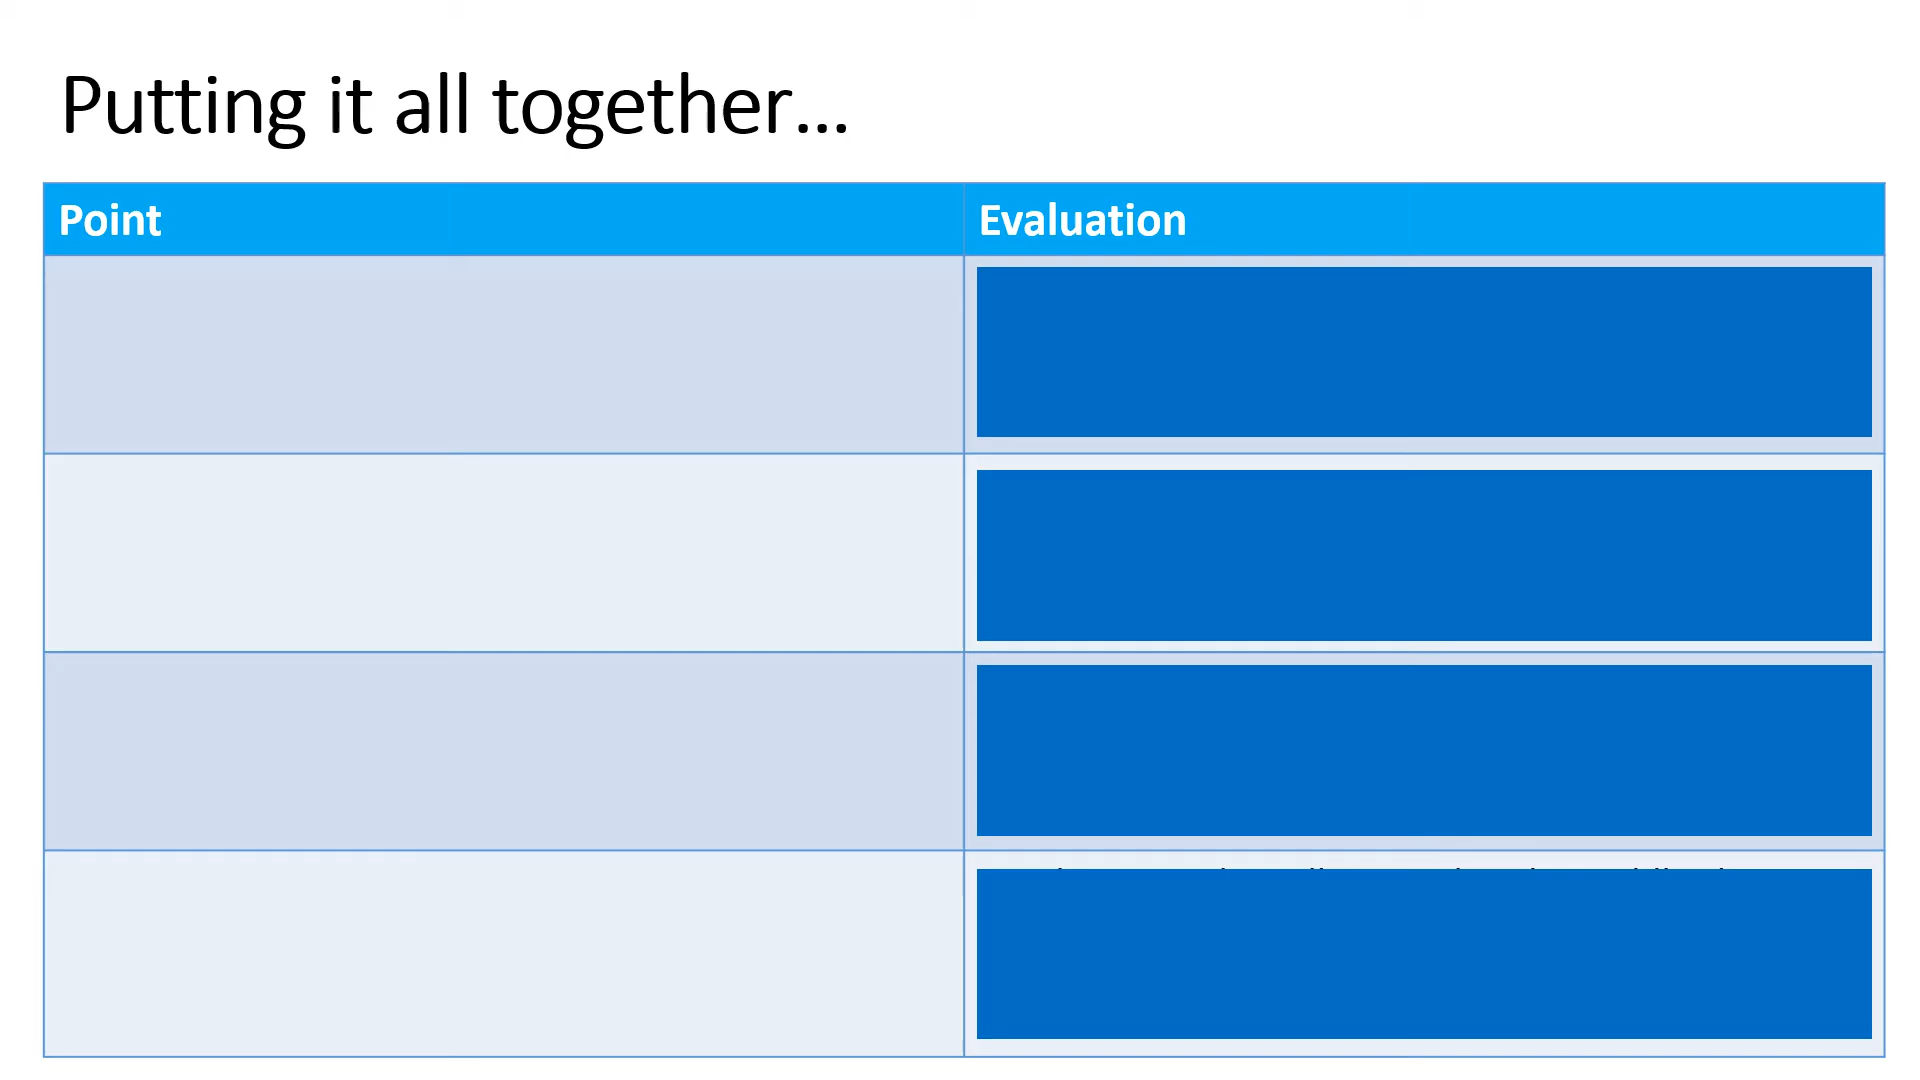 Putting it all together...
Point
Evaluation